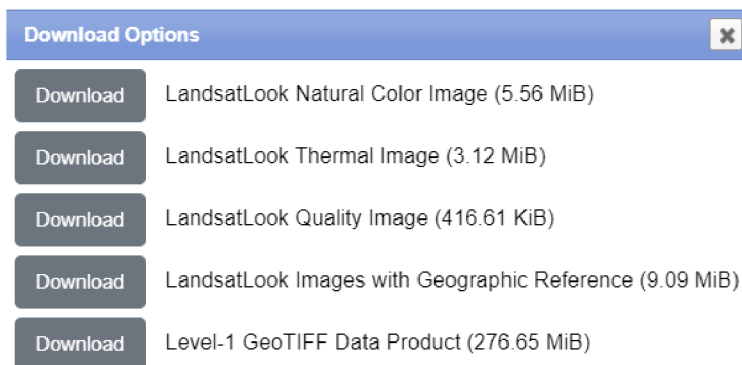 Download Options
Download LandsatLook Natural Color Image (5.56 MiB)
Download LandsatLook Thermal Image (3.12 MiB)
Download LandsatLook Quality Image (416.61 KiB)
Download LandsatLook Images with Geographic Reference (9.09 MiB)
Download Level-1 GeoTIFF Data Product (276.65 MiB)